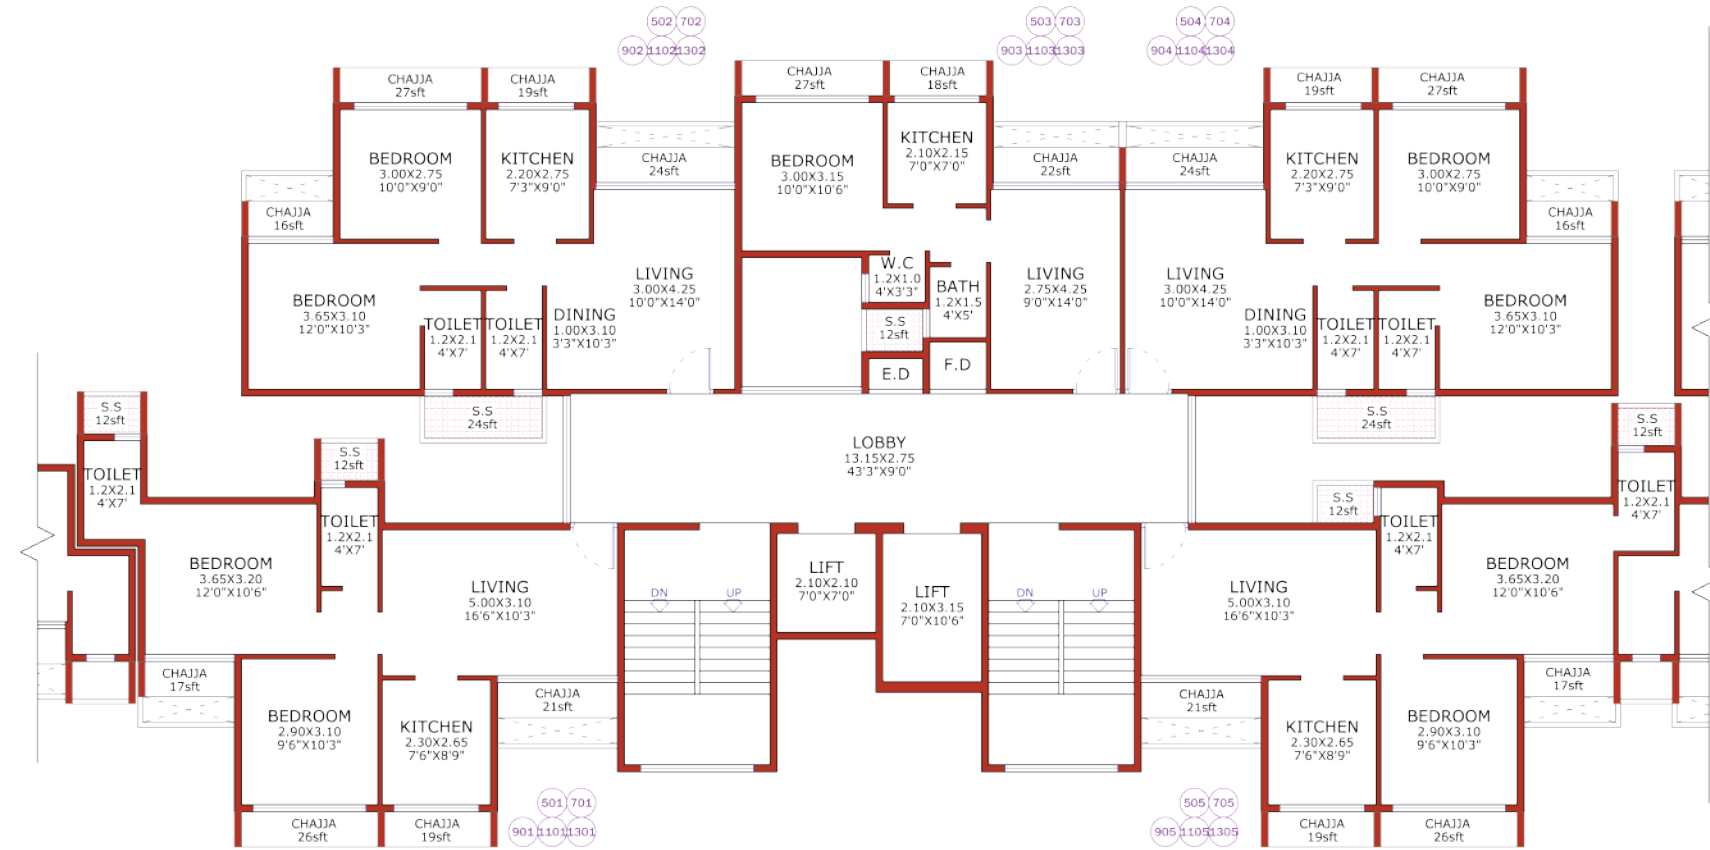 502 702
902 1102 1302
503 703
903 1103 1303
504 704
904 1104 1304
CHAJJA
27sft
CHAJJA
19sft
CHAJJA
27sft
CHAJJA
18sft
CHAJJA
19sft
CHAJJA
27sft
BEDROOM
3.00X2.75
10'0"X9'0"
KITCHEN
2.20X2.75
7'3"X9'0"
CHAJJA
24sft
BEDROOM
3.00X3.15
10'0"X10'6"
KITCHEN
2.10X2.15
7'0"X7'0"
CHAJJA
22sft
CHAJJA
24sft
KITCHEN
2.20X2.75
7'3"X9'0"
BEDROOM
3.00X2.75
10'0"X9'0"
CHAJJA
16sft
CHAJJA
16sft
BEDROOM
3.65X3.10
12'0"X10'3"
TOILET
1.2X2.1
4'X7'
TOILET
1.2X2.1
4'X7'
DINING
1.00X3.10
3'3"X10'3"
LIVING
3.00X4.25
10'0"X14'0"
W.C
1.2X1.0
4'X3'3"
BATH
1.2X1.5
4'X5'
S.S
12sft
E.D
F.D
LIVING
2.75X4.25
9'0"X14'0"
LIVING
3.00X4.25
10'0"X14'0"
DINING
1.00X3.10
3'3"X10'3"
TOILET
1.2X2.1
4'X7'
TOILET
1.2X2.1
4'X7'
BEDROOM
3.65X3.10
12'0"X10'3"
S.S
12sft
S.S
24sft
S.S
24sft
S.S
12sft
LOBBY
13.15X2.75
43'3"X9'0"
S.S
12sft
TOILET
1.2X2.1
4'X7'
TOILET
1.2X2.1
4'X7'
S.S
12sft
TOILET
1.2X2.1
4'X7'
TOILET
1.2X2.1
4'X7'
BEDROOM
3.65X3.20
12'0"X10'6"
LIVING
5.00X3.10
16'6"X10'3"
DN UP
LIFT
2.10X2.10
7'0"X7'0"
LIFT
2.10X3.15
7'0"X10'6"
DN UP
LIVING
5.00X3.10
16'6"X10'3"
BEDROOM
3.65X3.20
12'0"X10'6"
CHAJJA
17sft
CHAJJA
21sft
CHAJJA
21sft
CHAJJA
17sft
BEDROOM
2.90X3.10
9'6"X10'3"
KITCHEN
2.30X2.65
7'6"X8'9"
KITCHEN
2.30X2.65
7'6"X8'9"
BEDROOM
2.90X3.10
9'6"X10'3"
CHAJJA
26sft
CHAJJA
19sft
CHAJJA
19sft
CHAJJA
26sft
501 701
901 1101 1301
505 705
905 1105 1305